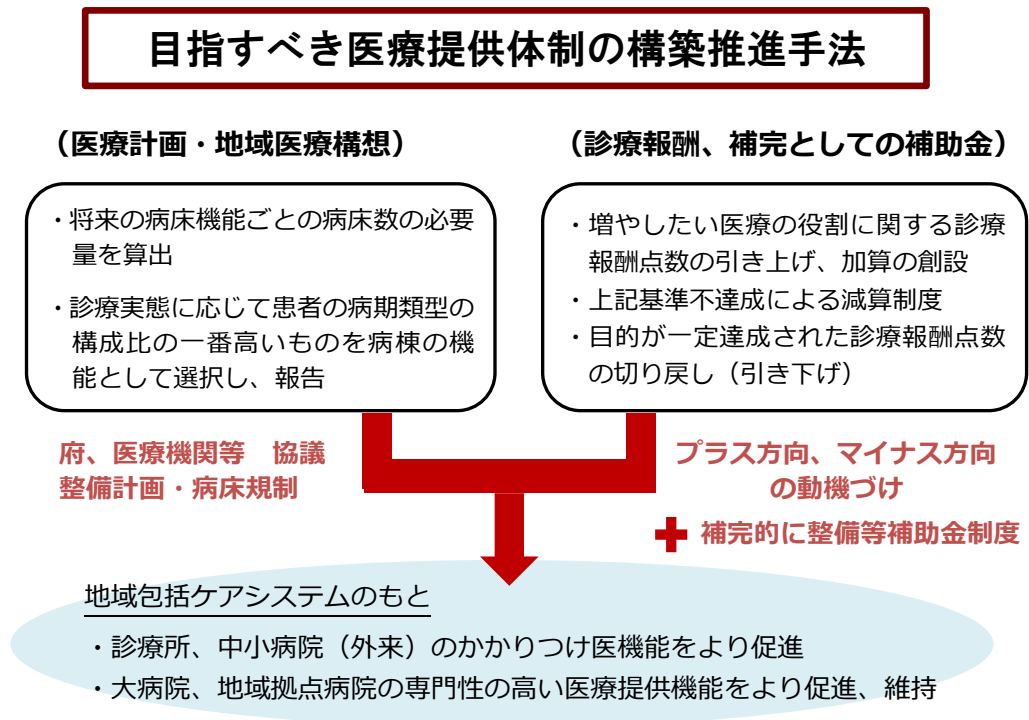 目指すべき医療提供体制の構築推進手法
（医療計画・地域医療構想）
・将来の病床機能ごとの病床数の必要
量を算出
・診療実態に応じて患者の病期類型の
構成比の一番高いものを病棟の機
能として選択し、報告
（診療報酬、補完としての補助金）
・増やしたい医療の役割に関する診療
報酬点数の引き上げ、加算の創設
・上記基準不達成による減算制度
・目的が一定達成された診療報酬点数
の切り戻し（引き下げ）
府、医療機関等　協議
整備計画・病床規制
プラス方向、マイナス方向
の動機づけ
補完的に整備等補助金制度
地域包括ケアシステムのもと
・診療所、中小病院（外来）のかかりつけ医機能をより促進
・大病院、地域拠点病院の専門性の高い医療提供機能をより促進、維持